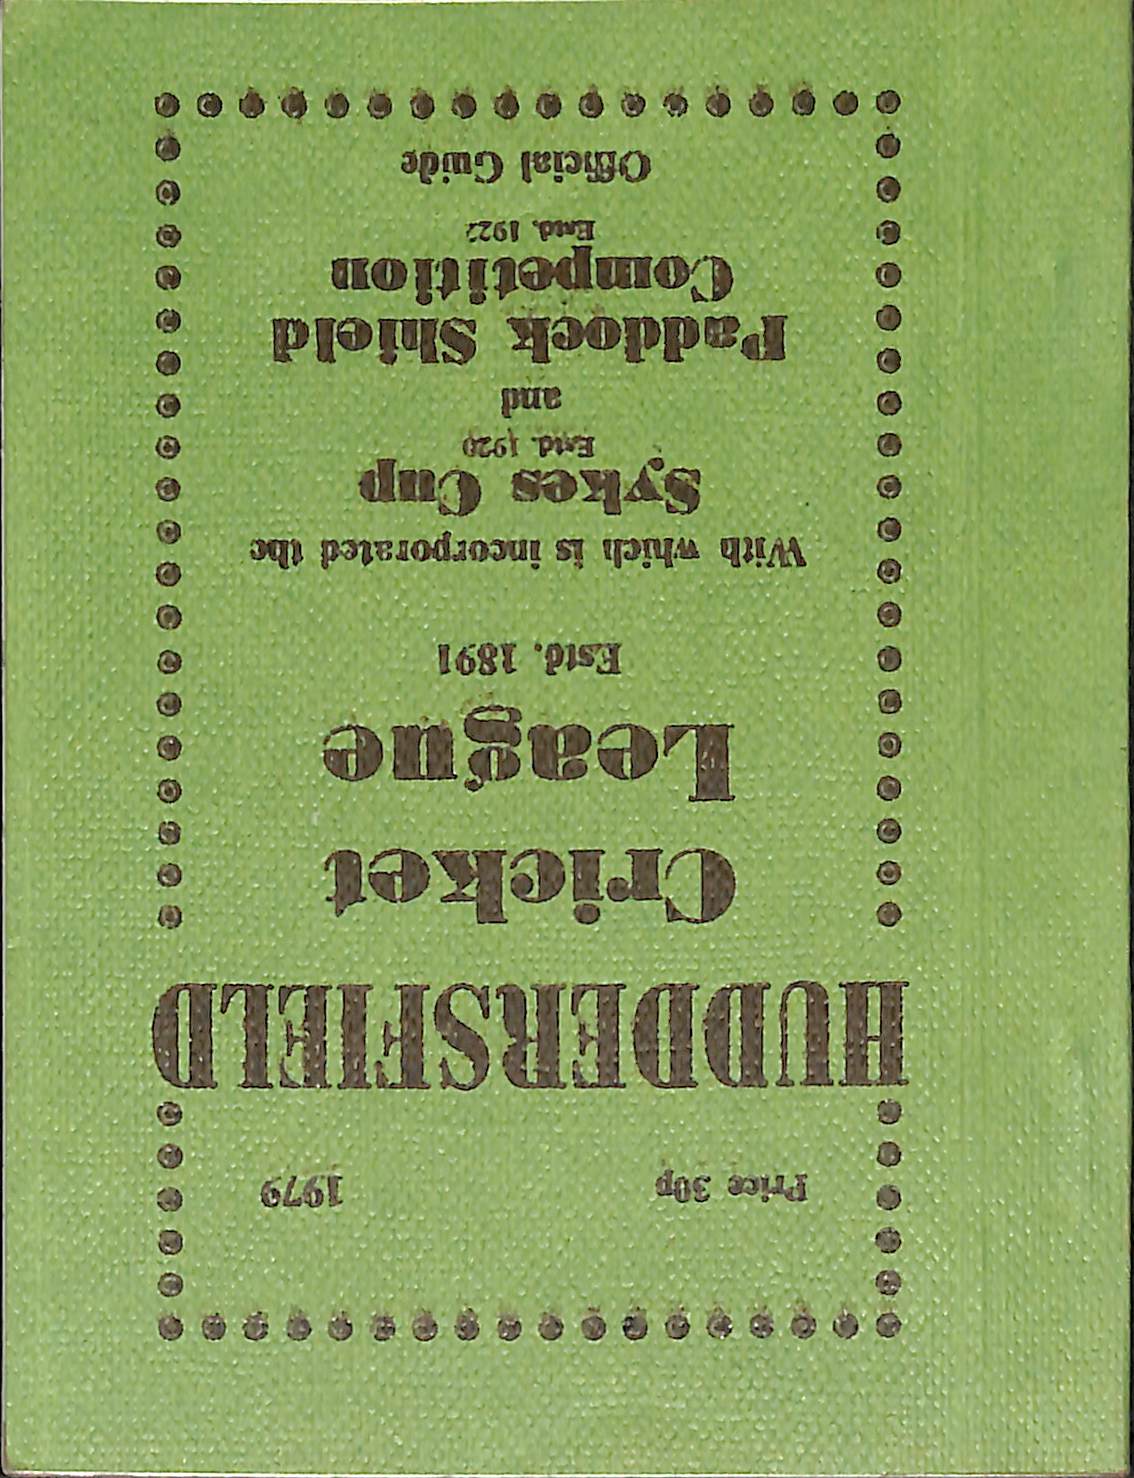 Price 30p 1979
HUDDERSFIELD
Cricket
League
Estd. 1891
With which is incorporated the
Sykes Cup
Estd. 1920
and
Paddock Shield
Competition
Estd. 1922
Official Guide